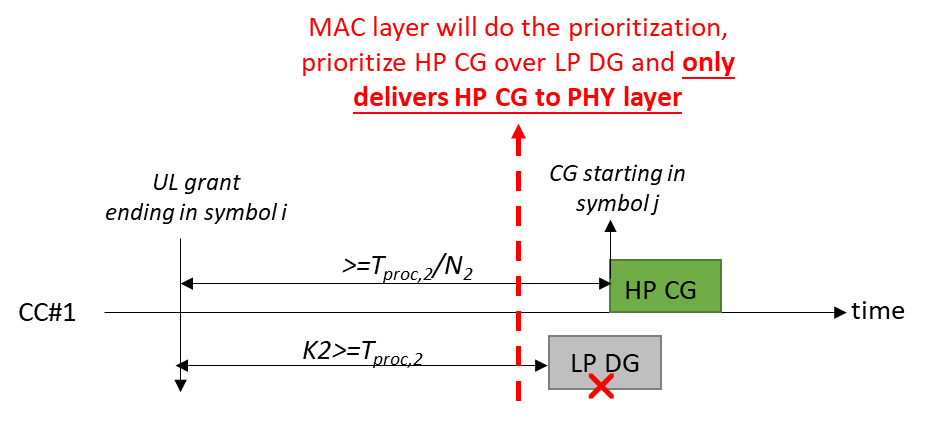 MAC layer will do the prioritization,
prioritize HP CG over LP DG and only
delivers HP CG to PHY layer
CG starting in
symbol j
UL grant
ending in symbol i
>=Tproc,2/N2
HP CG
CC#1
time
K2>=Tproc,2
LP DG